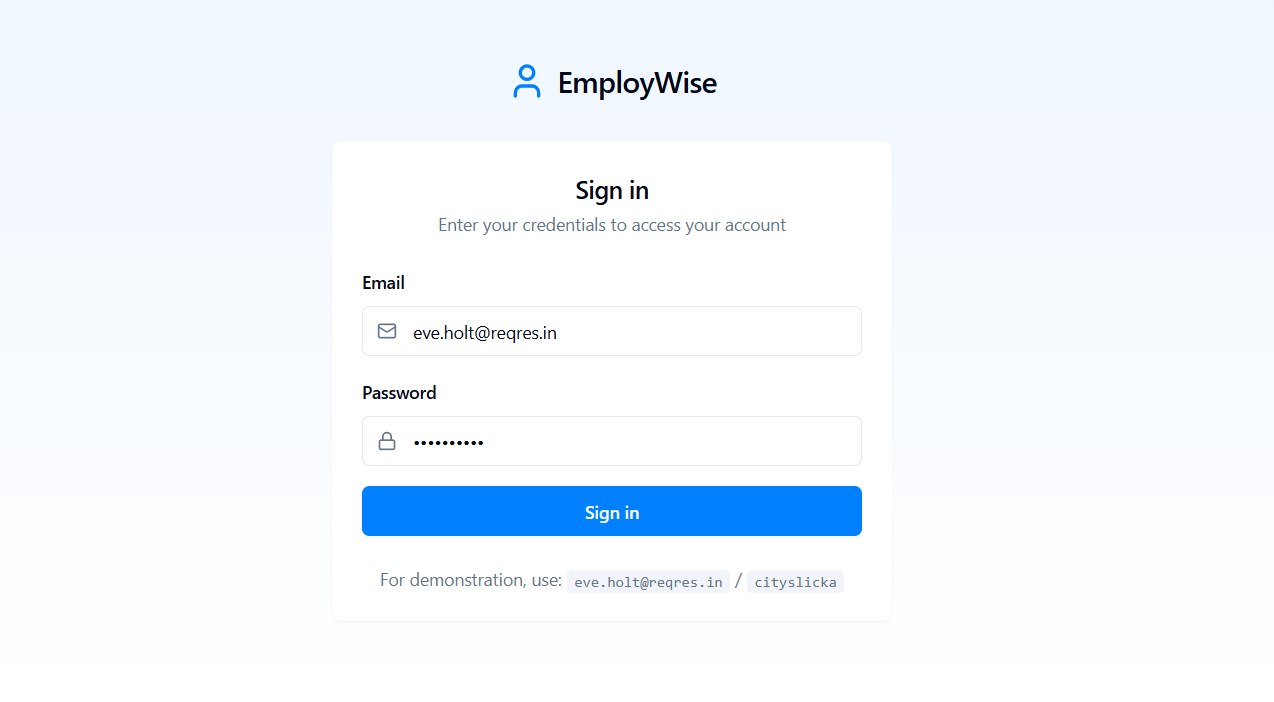 EmployWise
Sign in
Enter your credentials to access your account
Email
eve.holt@reqres.in
Password
••••••••••
Sign in
For demonstration, use: eve.holt@reqres.in / cityslicka